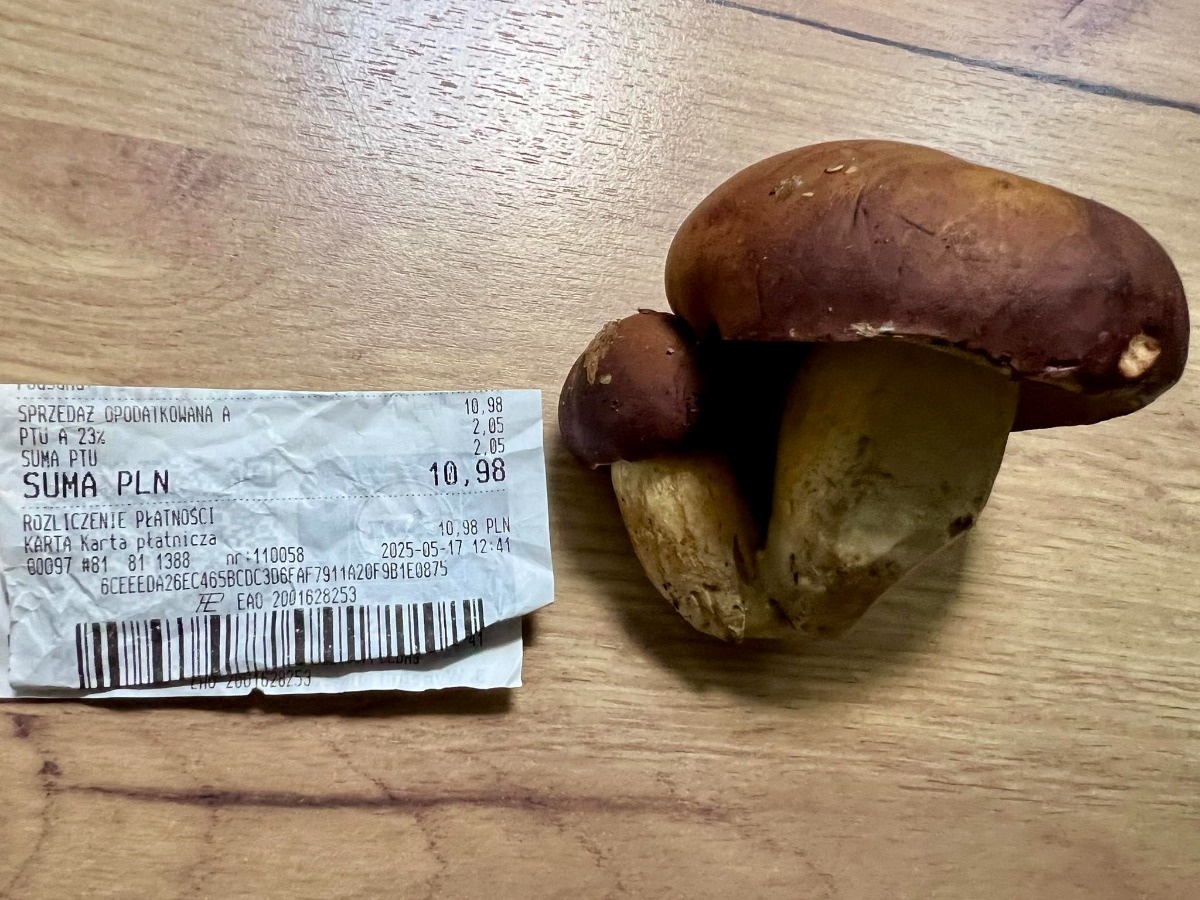 SPRZEDAŻ OPODATKOWANA A 10,98
PTU A 23% 2,05
SUMA PTU 2,05
SUMA PLN 10,98
ROZLICZENIE PŁATNOŚCI
KARTA Karta płatnicza 10,98 PLN
00097 #81 81 1388 nr:110058 2025-05-17 12:41
6CEEEDA26EC465BCDC3D6FAF7911A20F9B1E0875
EAO 2001628253
EAO 2001628253